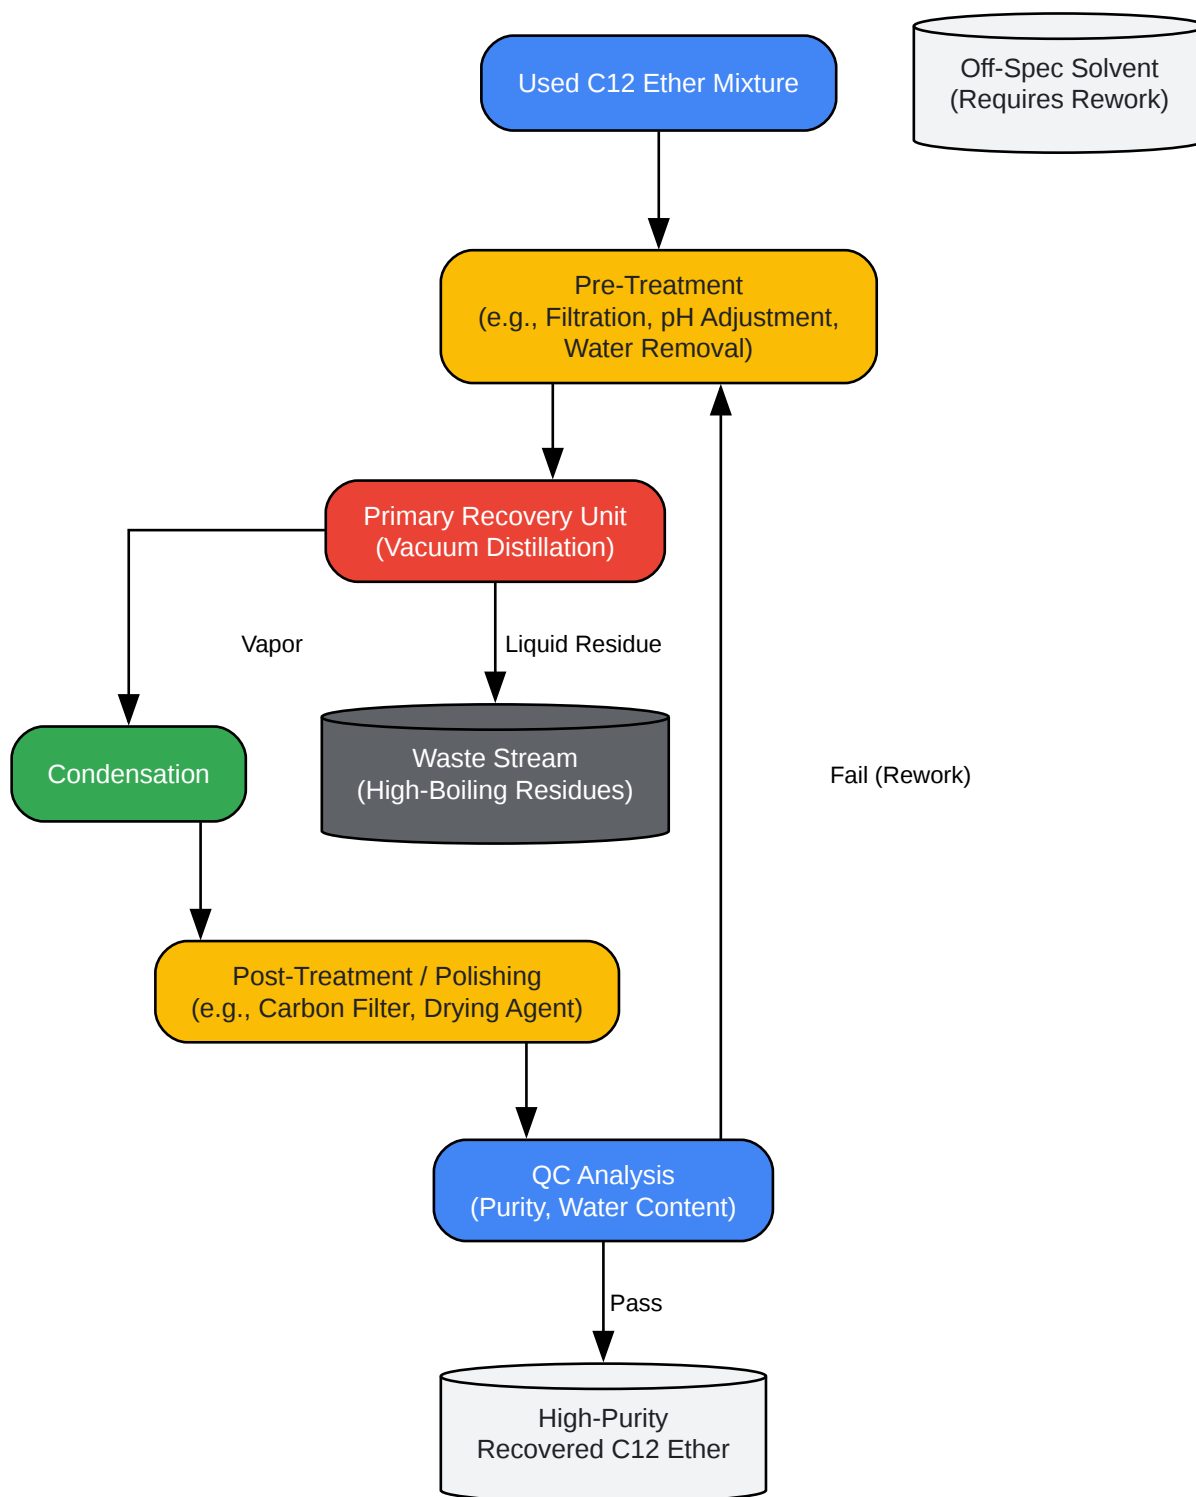 Used C12 Ether Mixture
Off-Spec Solvent
(Requires Rework)
Pre-Treatment
(e.g., Filtration, pH Adjustment,
Water Removal)
Primary Recovery Unit
(Vacuum Distillation)
Vapor
Liquid Residue
Condensation
Waste Stream
(High-Boiling Residues)
Fail (Rework)
Post-Treatment / Polishing
(e.g., Carbon Filter, Drying Agent)
QC Analysis
(Purity, Water Content)
Pass
High-Purity
Recovered C12 Ether